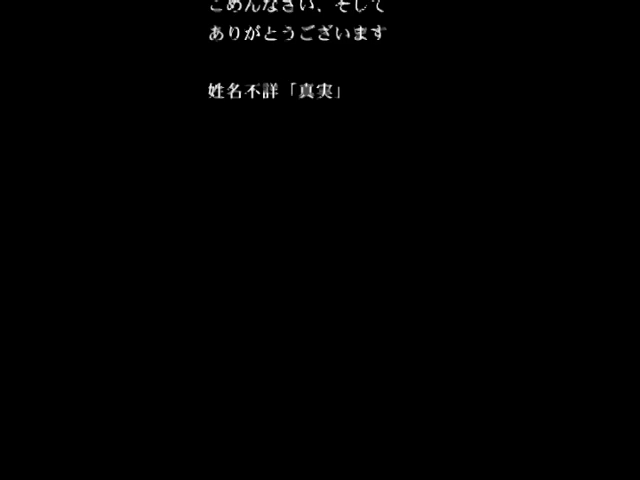 ごめんなさい、そして
ありがとうございます
姓名不詳「真実」